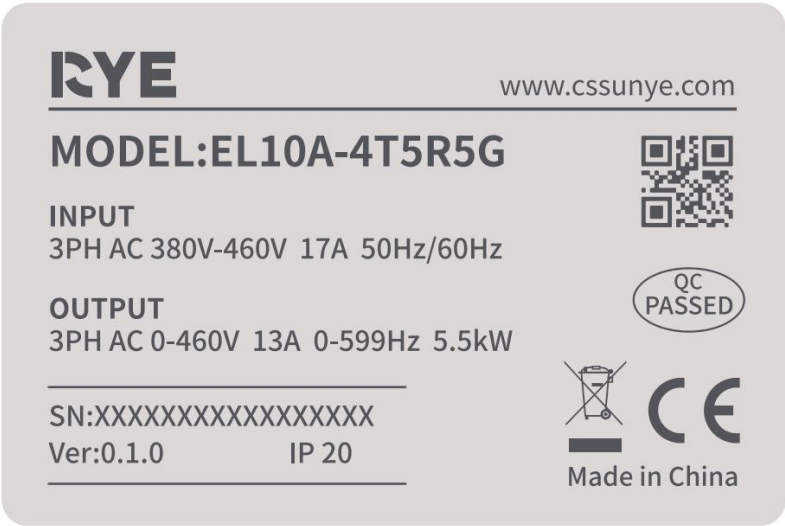 RYE
www.cssunye.com
MODEL:EL10A-4T5R5G
INPUT
3PH AC 380V-460V 17A 50Hz/60Hz
OUTPUT
3PH AC 0-460V 13A 0-599Hz 5.5kW
QC
PASSED
SN:XXXXXXXXXXXXXXXXX
Ver:0.1.0 IP 20
CE
Made in China